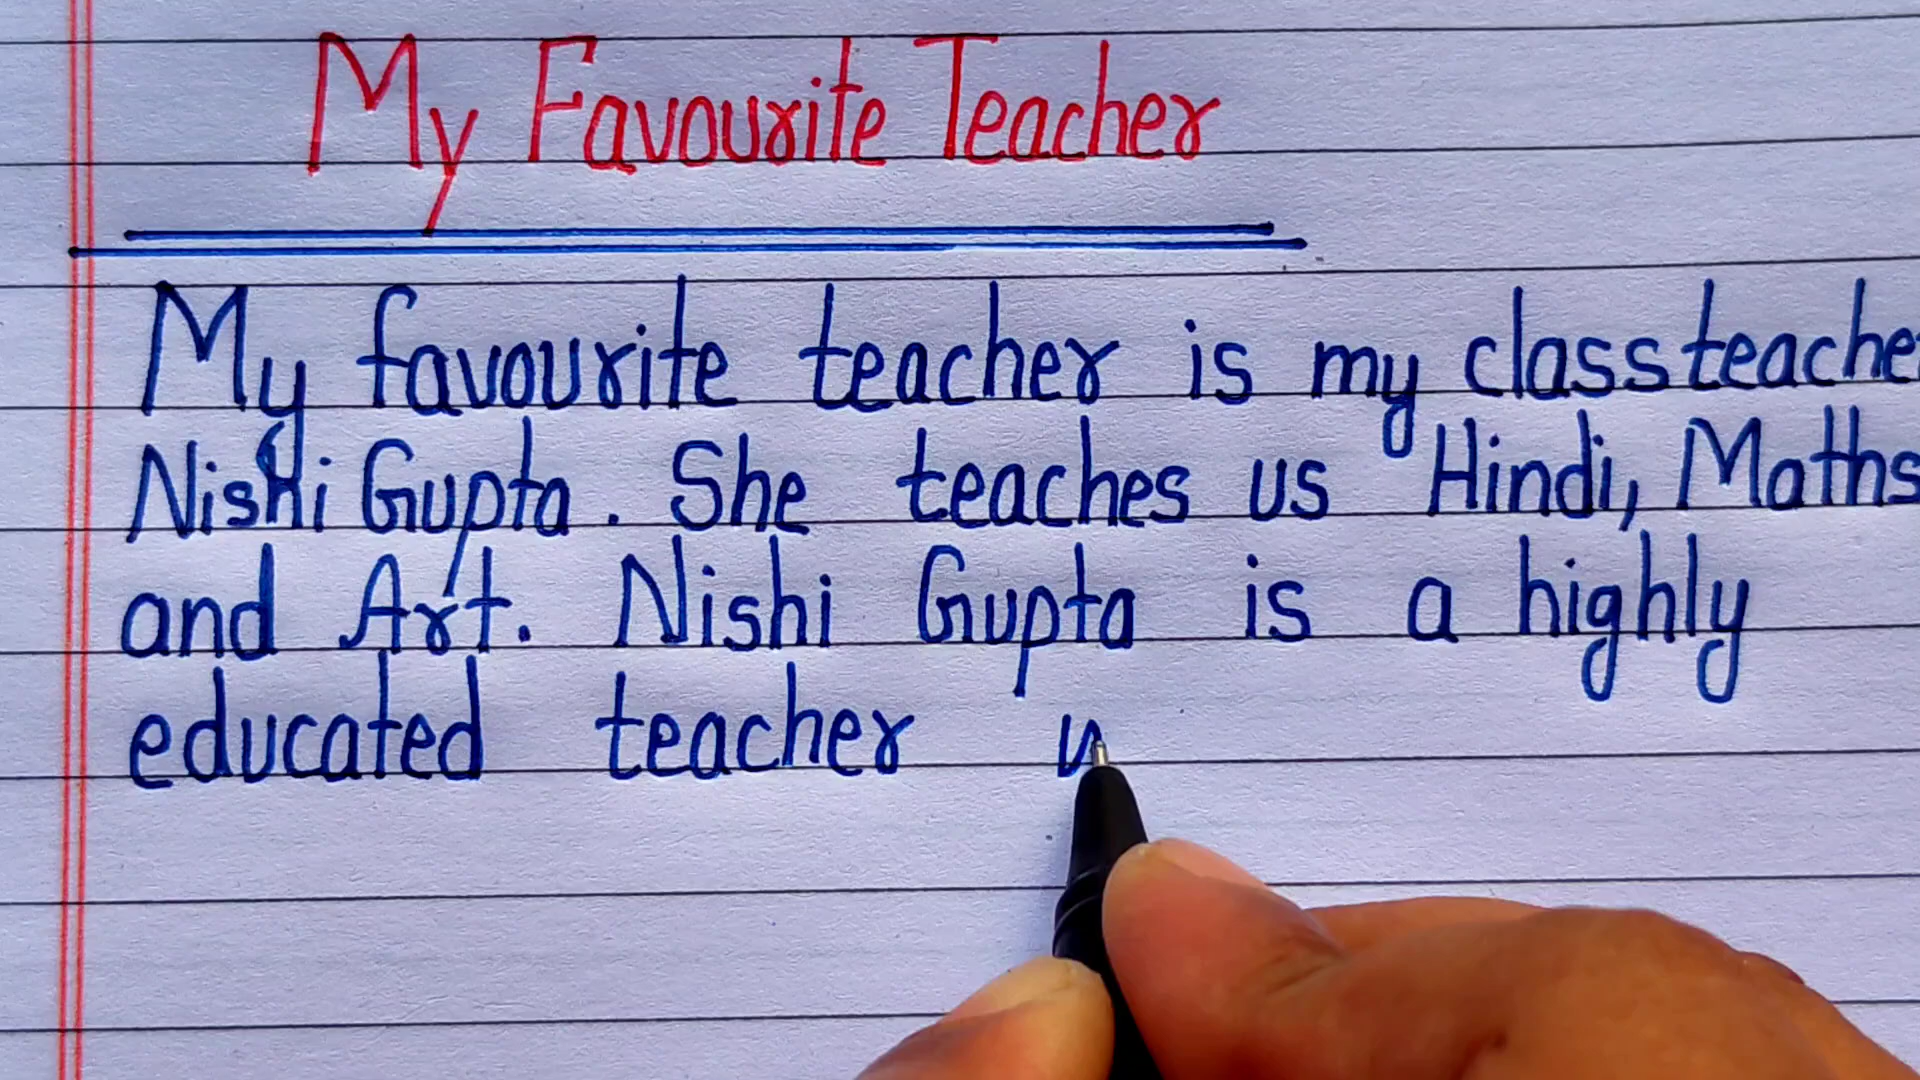 My Favourite Teacher
My favourite teacher is my class teacher
Nishi Gupta. She teaches us Hindi, Maths
and Art. Nishi Gupta is a highly
educated teacher